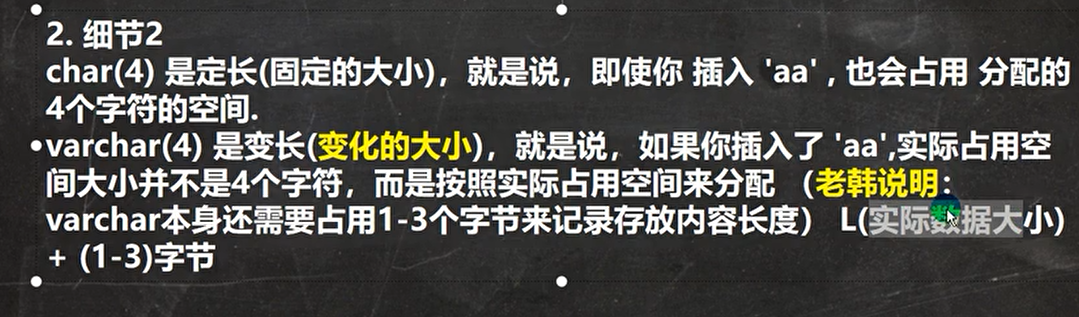 2. 细节2
char(4) 是定长(固定的大小)，就是说，即使你 插入 'aa' , 也会占用 分配的
4个字符的空间.
•varchar(4) 是变长(变化的大小)，就是说，如果你插入了 'aa',实际占用空
间大小并不是4个字符，而是按照实际占用空间来分配 （老韩说明：
varchar本身还需要占用1-3个字节来记录存放内容长度） L(实际数据大小)
+ (1-3)字节